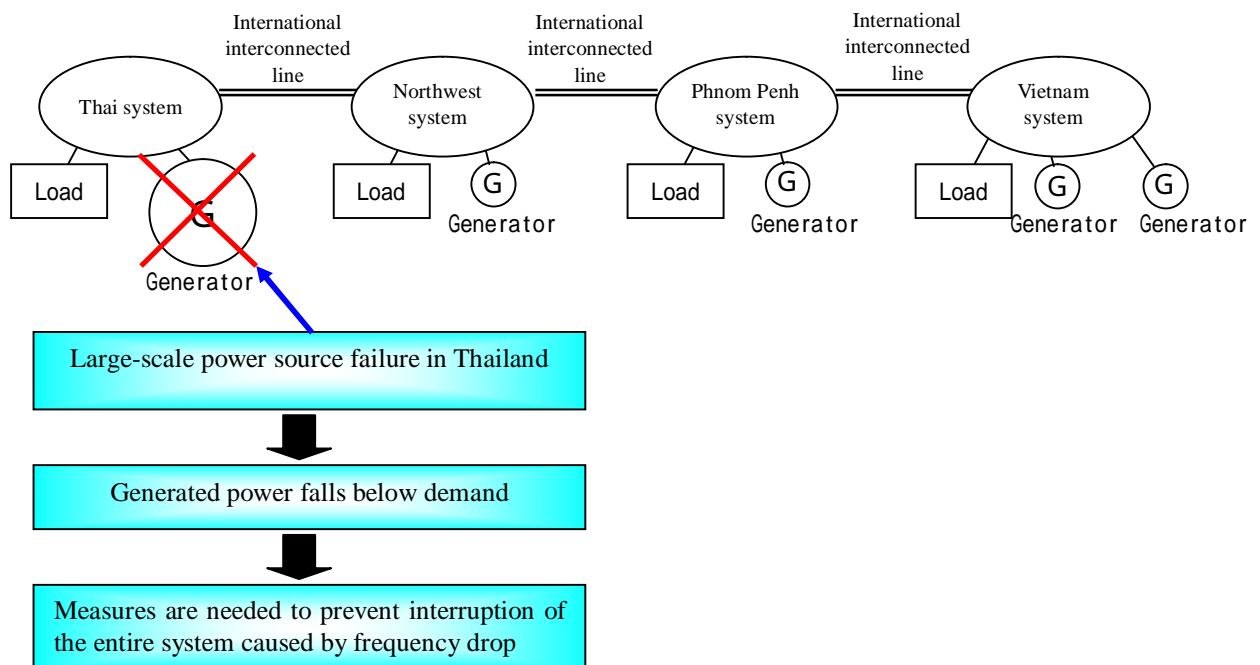 International
interconnected
line
International
interconnected
line
International
interconnected
line
Thai system
Northwest
system
Phnom Penh
system
Vietnam
system
Load
G
Generator
Load
G
Generator
Load
G
Generator
Load
G
Generator
G
Generator
Large-scale power source failure in Thailand
Generated power falls below demand
Measures are needed to prevent interruption of
the entire system caused by frequency drop